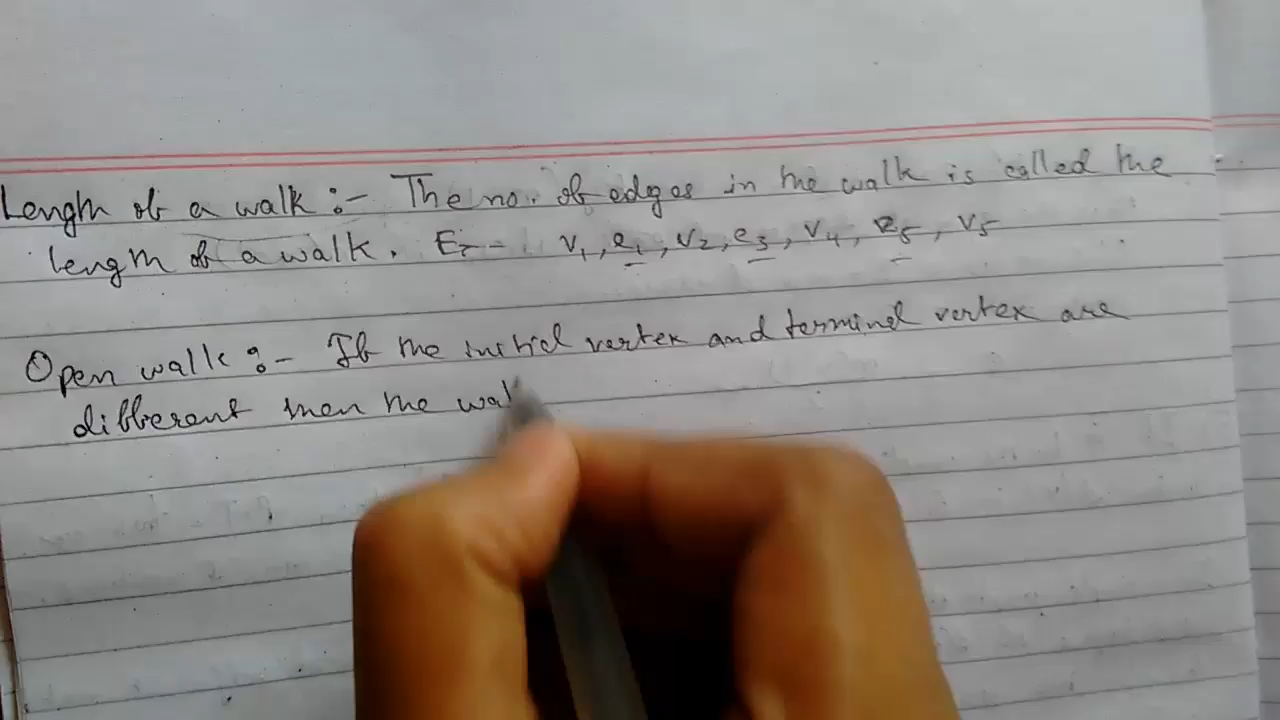 Length of a walk :- The no. of edges in the walk is called the
length of a walk. Ex- v1, e1, v2, e3, v4, e5, v5
Open walk :- If the initial vertex and terminal vertex are
different then the wal